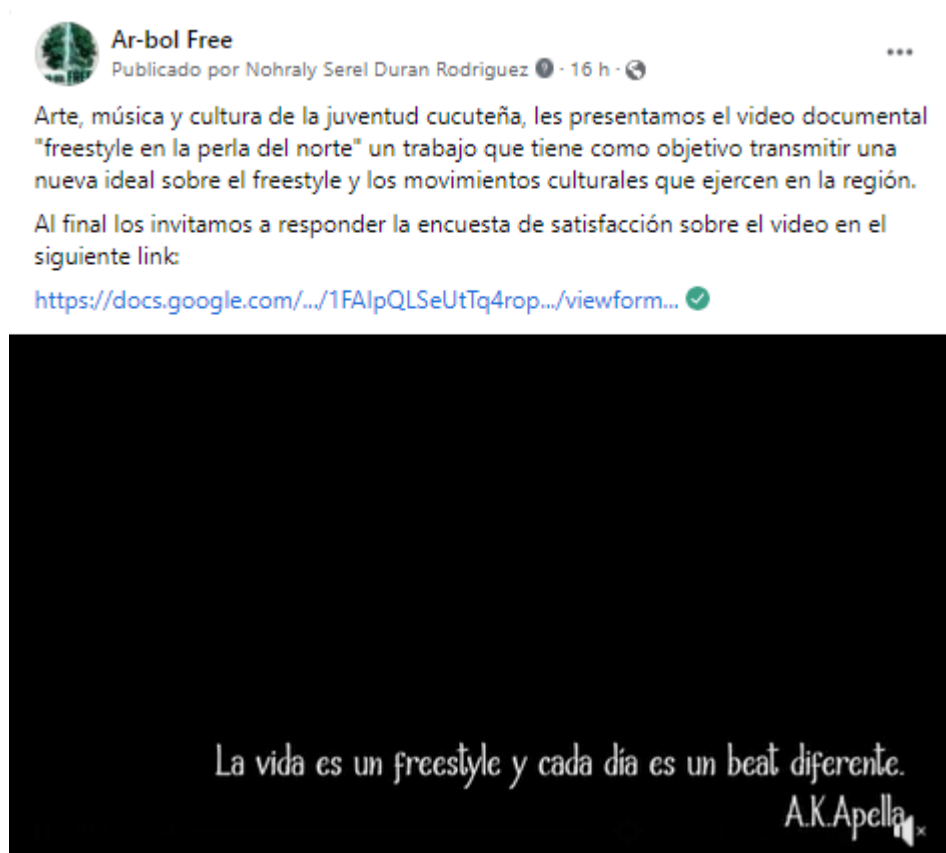 Ar-bol Free
Publicado por Nohraly Serel Duran Rodriguez · 16 h ·
Arte, música y cultura de la juventud cucuteña, les presentamos el video documental
"freestyle en la perla del norte" un trabajo que tiene como objetivo transmitir una
nueva ideal sobre el freestyle y los movimientos culturales que ejercen en la región.
Al final los invitamos a responder la encuesta de satisfacción sobre el video en el
siguiente link:
https://docs.google.com/.../1FAIpQLSeUtTq4rop.../viewform...
La vida es un freestyle y cada día es un beat diferente.
A.K.Apella